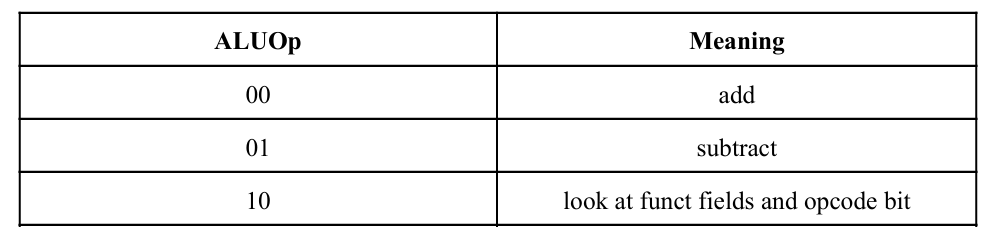 ALUOp Meaning
00 add
01 subtract
10 look at funct fields and opcode bit